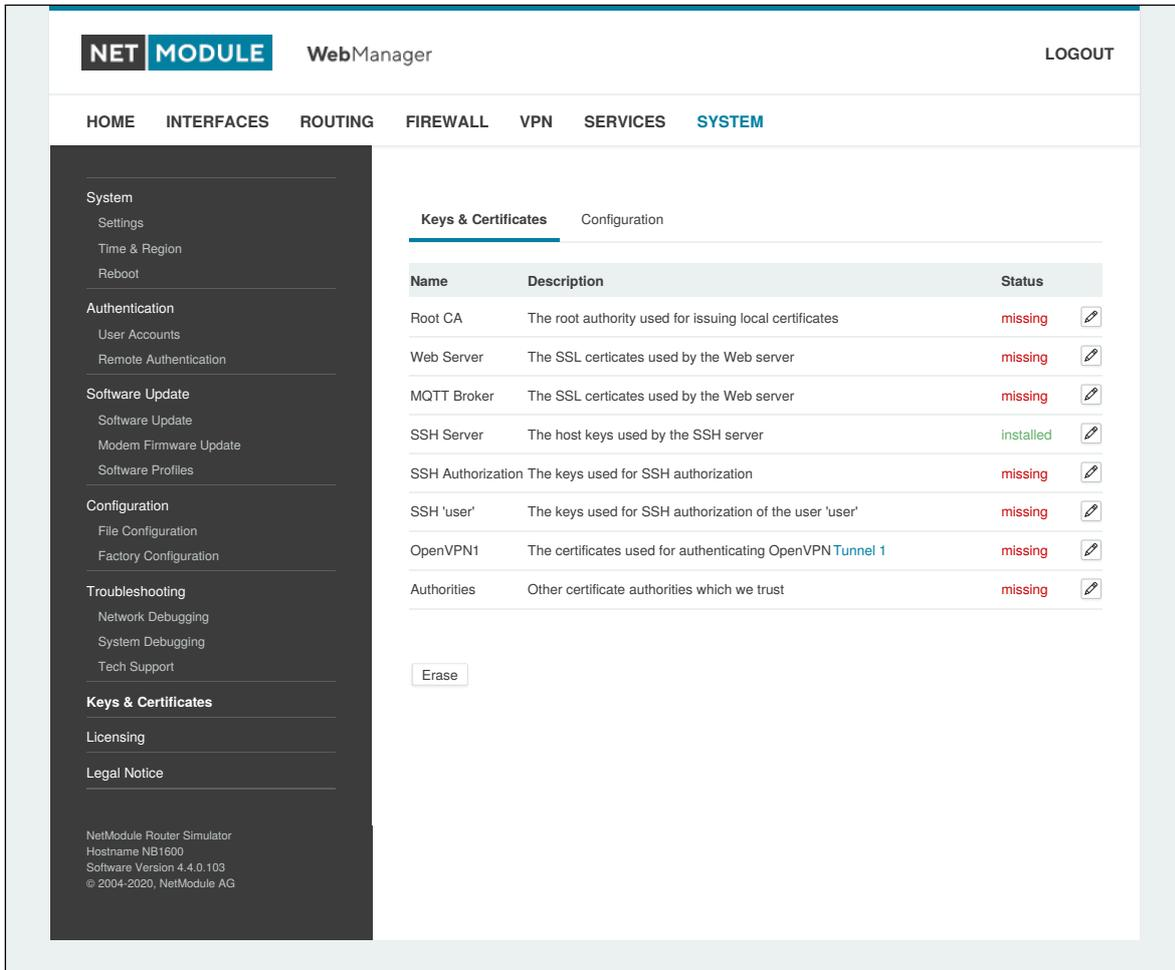 NET MODULE WebManager LOGOUT
HOME INTERFACES ROUTING FIREWALL VPN SERVICES SYSTEM
System
Settings
Time & Region
Reboot
Authentication
User Accounts
Remote Authentication
Software Update
Software Update
Modem Firmware Update
Software Profiles
Configuration
File Configuration
Factory Configuration
Troubleshooting
Network Debugging
System Debugging
Tech Support
Keys & Certificates
Licensing
Legal Notice
NetModule Router Simulator
Hostname NB1600
Software Version 4.4.0.103
© 2004-2020, NetModule AG
Keys & Certificates Configuration
Name Description Status
Root CA The root authority used for issuing local certificates missing
Web Server The SSL certicates used by the Web server missing
MQTT Broker The SSL certicates used by the Web server missing
SSH Server The host keys used by the SSH server installed
SSH Authorization The keys used for SSH authorization missing
SSH 'user' The keys used for SSH authorization of the user 'user' missing
OpenVPN1 The certificates used for authenticating OpenVPN Tunnel 1 missing
Authorities Other certificate authorities which we trust missing
Erase